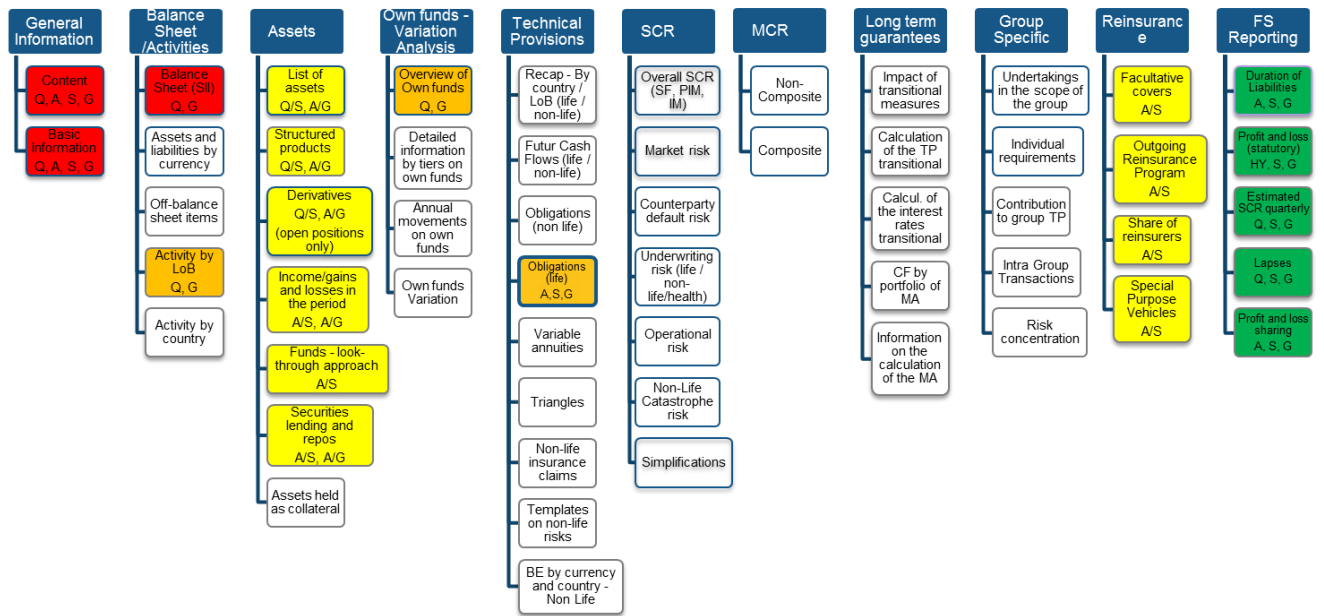 General
Information
Content
Q, A, S, G
Basic
Information
Q, A, S, G
Balance
Sheet
/Activities
Balance
Sheet (SII)
Q, G
Assets and
liabilities by
currency
Off-balance
sheet items
Activity by
LoB
Q, G
Activity by
country
Assets
List of
assets
Q/S, A/G
Structured
products
Q/S, A/G
Derivatives
Q/S, A/G
(open positions
only)
Income/gains
and losses in
the period
A/S, A/G
Funds - look-
through approach
A/S
Securities
lending and
repos
A/S, A/G
Assets held
as collateral
Own funds -
Variation
Analysis
Overview of
Own funds
Q, G
Detailed
information
by tiers on
own funds
Annual
movements
on own
funds
Own funds
Variation
Technical
Provisions
Recap - By
country /
LoB (life /
non-life)
Futur Cash
Flows (life /
non-life)
Obligations
(non life)
Obligations
(life)
A,S,G
Variable
annuities
Triangles
Non-life
insurance
claims
Templates
on non-life
risks
BE by currency
and country -
Non Life
SCR
Overall SCR
(SF, PIM,
IM)
Market risk
Counterparty
default risk
Underwriting
risk (life /
non-
life/health)
Operational
risk
Non-Life
Catastrophe
risk
Simplifications
MCR
Non-
Composite
Composite
Long term
guarantees
Impact of
transitional
measures
Calculation
of the TP
transitional
Calcul. of
the interest
rates
transitional
CF by
portfolio of
MA
Information
on the
calculation
of the MA
Group
Specific
Undertakings
in the scope of
the group
Individual
requirements
Contribution
to group TP
Intra Group
Transactions
Risk
concentration
Reinsuranc
e
Facultative
covers
A/S
Outgoing
Reinsurance
Program
A/S
Share of
reinsurers
A/S
Special
Purpose
Vehicles
A/S
FS
Reporting
Duration of
Liabilities
A, S, G
Profit and loss
(statutory)
HY, S, G
Estimated
SCR quarterly
Q, S, G
Lapses
Q, S, G
Profit and loss
sharing
A, S, G